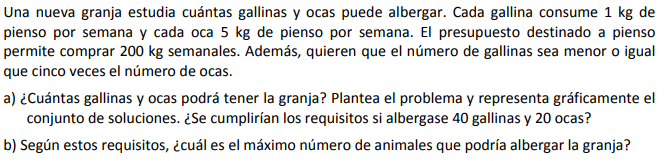 Una nueva granja estudia cuántas gallinas y ocas puede albergar. Cada gallina consume 1 kg de
pienso por semana y cada oca 5 kg de pienso por semana. El presupuesto destinado a pienso
permite comprar 200 kg semanales. Además, quieren que el número de gallinas sea menor o igual
que cinco veces el número de ocas.
a) ¿Cuántas gallinas y ocas podrá tener la granja? Plantea el problema y representa gráficamente el
conjunto de soluciones. ¿Se cumplirían los requisitos si albergase 40 gallinas y 20 ocas?
b) Según estos requisitos, ¿cuál es el máximo número de animales que podría albergar la granja?